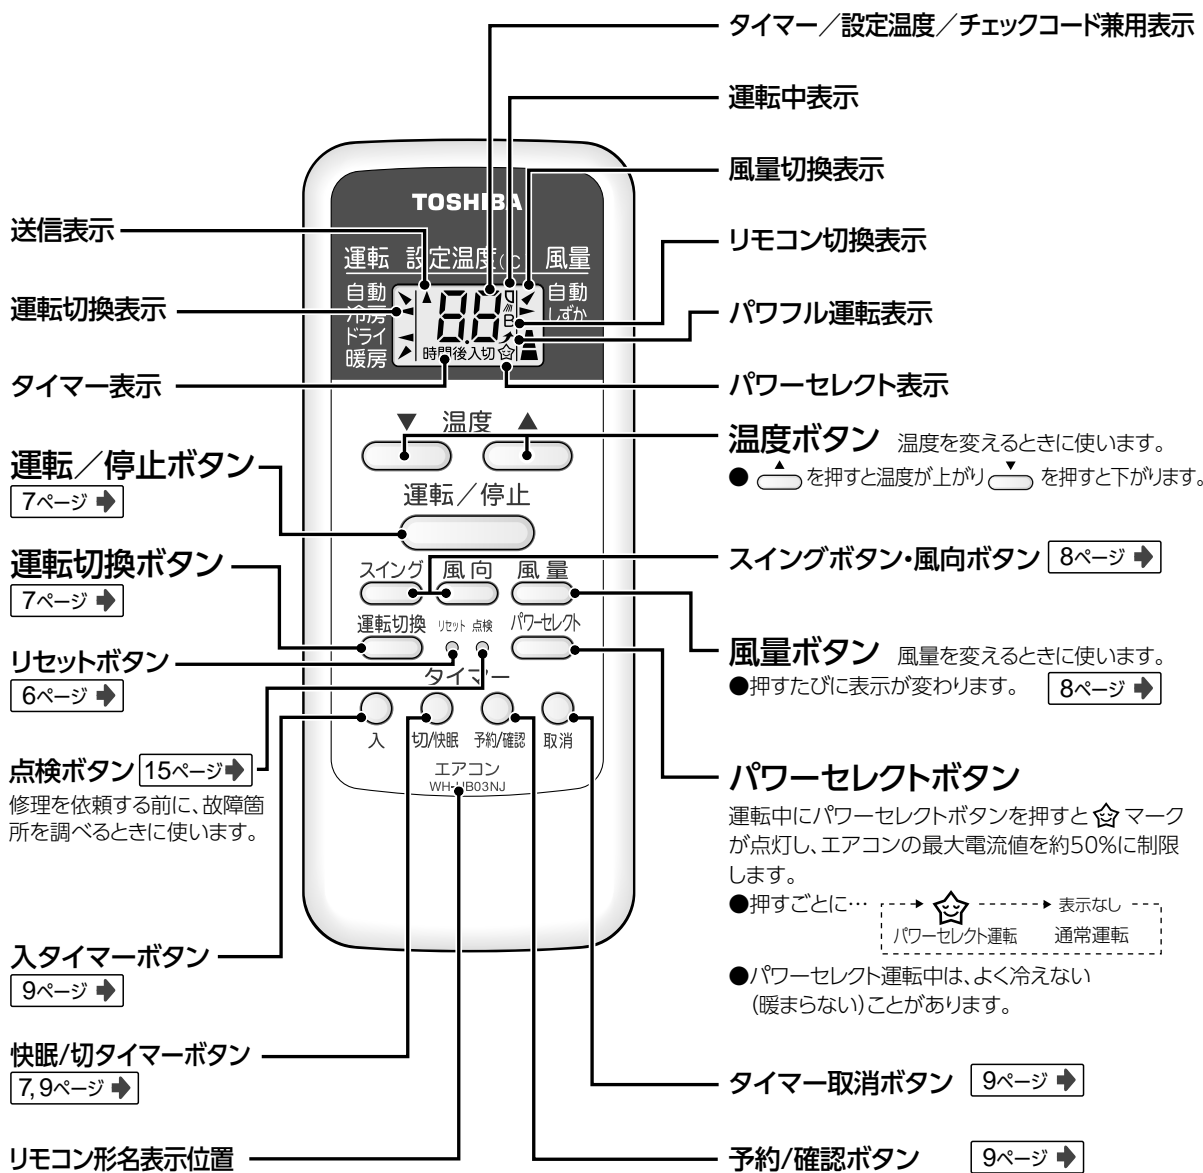 タイマー／設定温度／チェックコード兼用表示
運転中表示
風量切換表示
リモコン切換表示
パワフル運転表示
パワーセレクト表示
送信表示
運転切換表示
タイマー表示
運転／停止ボタン
7ページ
運転切換ボタン
7ページ
リセットボタン
6ページ
点検ボタン 15ページ
修理を依頼する前に、故障箇
所を調べるときに使います。
入タイマーボタン
9ページ
快眠/切タイマーボタン
7, 9ページ
リモコン形名表示位置
TOSHIBA
運転 設定温度(℃ 風量
自動 自動
冷房 しずか
ドライ
暖房
8.8
B
時間後入切
▼ 温度 ▲
運転／停止
スイング 風向 風量
運転切換 リセット 点検 パワーセレクト
タイマー
入 切/快眠 予約/確認 取消
エアコン
WH-UB03NJ
温度ボタン 温度を変えるときに使います。
● ▲ を押すと温度が上がり ▼ を押すと下がります。
スイングボタン・風向ボタン 8ページ
風量ボタン 風量を変えるときに使います。
●押すたびに表示が変わります。 8ページ
パワーセレクトボタン
運転中にパワーセレクトボタンを押すと マーク
が点灯し、エアコンの最大電流値を約50%に制限
します。
●押すごとに… 表示なし
パワーセレクト運転 通常運転
●パワーセレクト運転中は、よく冷えない
（暖まらない）ことがあります。
タイマー取消ボタン 9ページ
予約/確認ボタン 9ページ